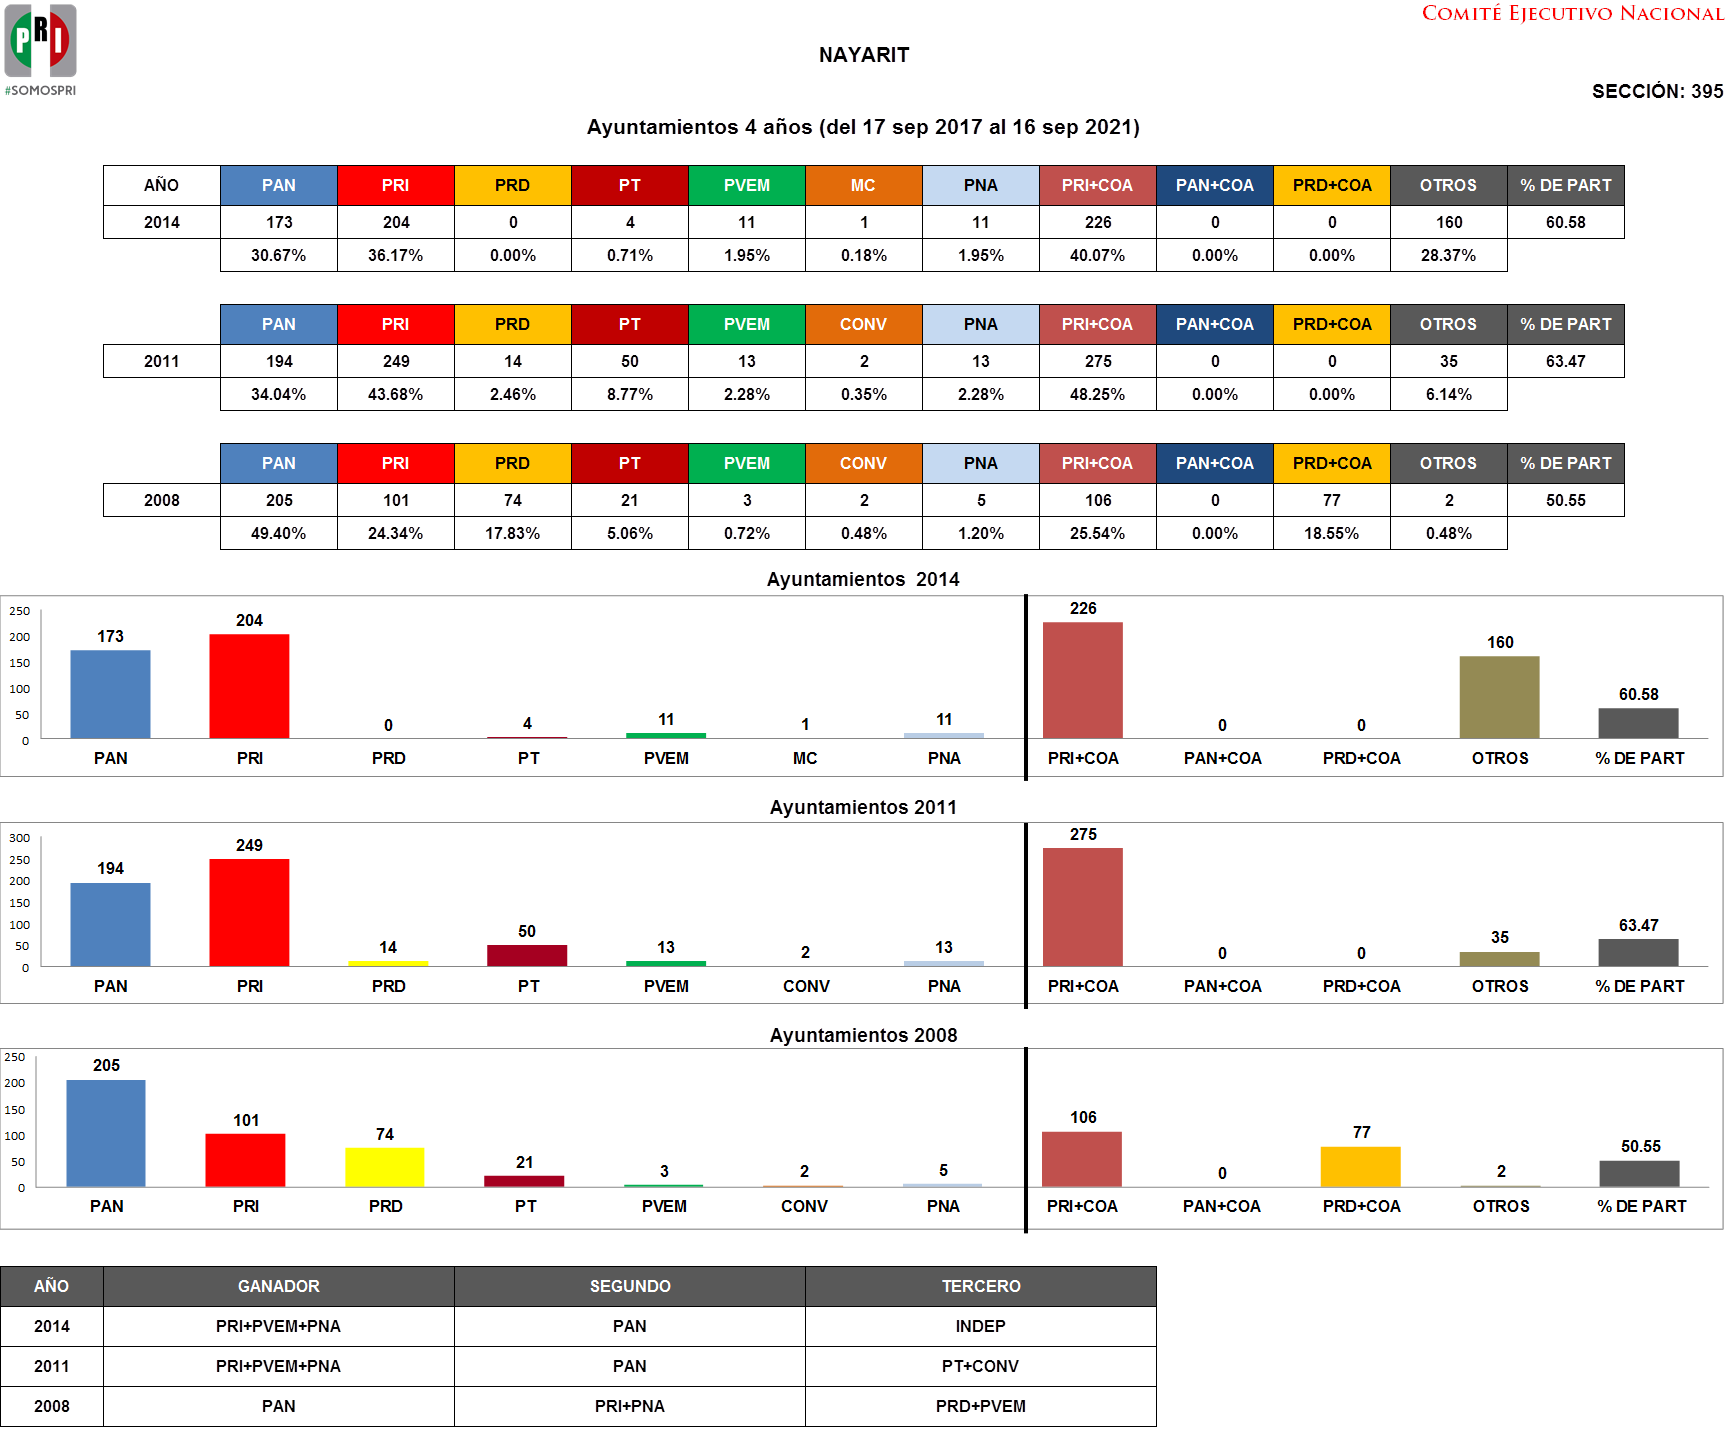 COMITÉ EJECUTIVO NACIONAL
PRI
#SOMOSPRI
NAYARIT
SECCIÓN: 395
Ayuntamientos 4 años (del 17 sep 2017 al 16 sep 2021)
AÑO PAN PRI PRD PT PVEM MC PNA PRI+COA PAN+COA PRD+COA OTROS % DE PART
2014 173 204 0 4 11 1 11 226 0 0 160 60.58
30.67% 36.17% 0.00% 0.71% 1.95% 0.18% 1.95% 40.07% 0.00% 0.00% 28.37%
PAN PRI PRD PT PVEM CONV PNA PRI+COA PAN+COA PRD+COA OTROS % DE PART
2011 194 249 14 50 13 2 13 275 0 0 35 63.47
34.04% 43.68% 2.46% 8.77% 2.28% 0.35% 2.28% 48.25% 0.00% 0.00% 6.14%
PAN PRI PRD PT PVEM CONV PNA PRI+COA PAN+COA PRD+COA OTROS % DE PART
2008 205 101 74 21 3 2 5 106 0 77 2 50.55
49.40% 24.34% 17.83% 5.06% 0.72% 0.48% 1.20% 25.54% 0.00% 18.55% 0.48%
Ayuntamientos 2014
250
200
150
100
50
0
173 204 0 4 11 1 11 226 0 0 160 60.58
PAN PRI PRD PT PVEM MC PNA PRI+COA PAN+COA PRD+COA OTROS % DE PART
Ayuntamientos 2011
300
250
200
150
100
50
0
194 249 14 50 13 2 13 275 0 0 35 63.47
PAN PRI PRD PT PVEM CONV PNA PRI+COA PAN+COA PRD+COA OTROS % DE PART
Ayuntamientos 2008
250
200
150
100
50
0
205 101 74 21 3 2 5 106 0 77 2 50.55
PAN PRI PRD PT PVEM CONV PNA PRI+COA PAN+COA PRD+COA OTROS % DE PART
AÑO GANADOR SEGUNDO TERCERO
2014 PRI+PVEM+PNA PAN INDEP
2011 PRI+PVEM+PNA PAN PT+CONV
2008 PAN PRI+PNA PRD+PVEM